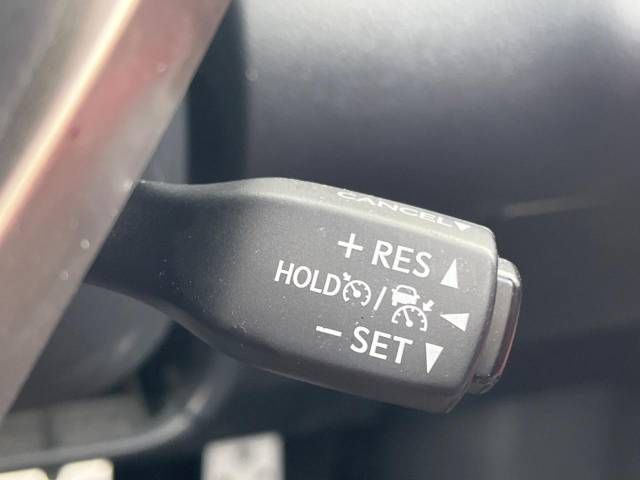 CANCEL
+ RES
HOLD /
− SET